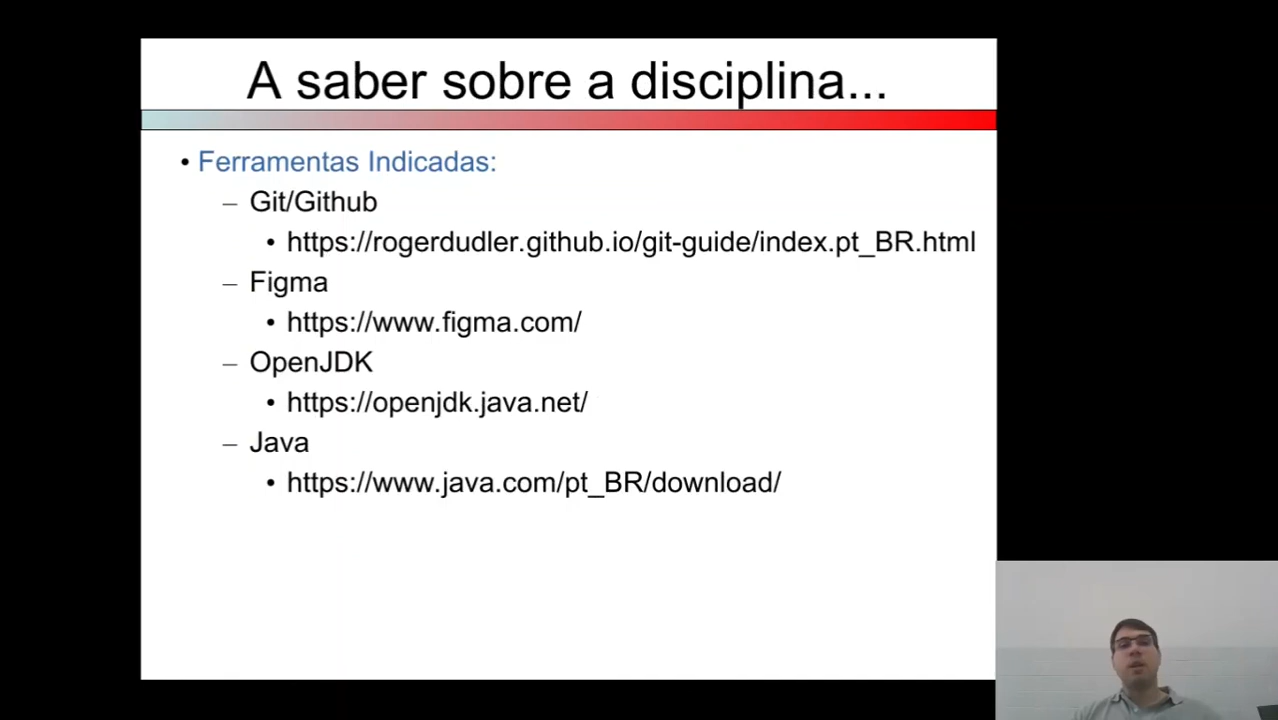 A saber sobre a disciplina...
• Ferramentas Indicadas:
– Git/Github
• https://rogerdudler.github.io/git-guide/index.pt_BR.html
– Figma
• https://www.figma.com/
– OpenJDK
• https://openjdk.java.net/
– Java
• https://www.java.com/pt_BR/download/